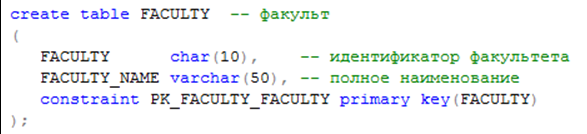 create table FACULTY -- факульт
(
FACULTY char(10), -- идентификатор факультета
FACULTY_NAME varchar(50), -- полное наименование
constraint PK_FACULTY_FACULTY primary key(FACULTY)
);